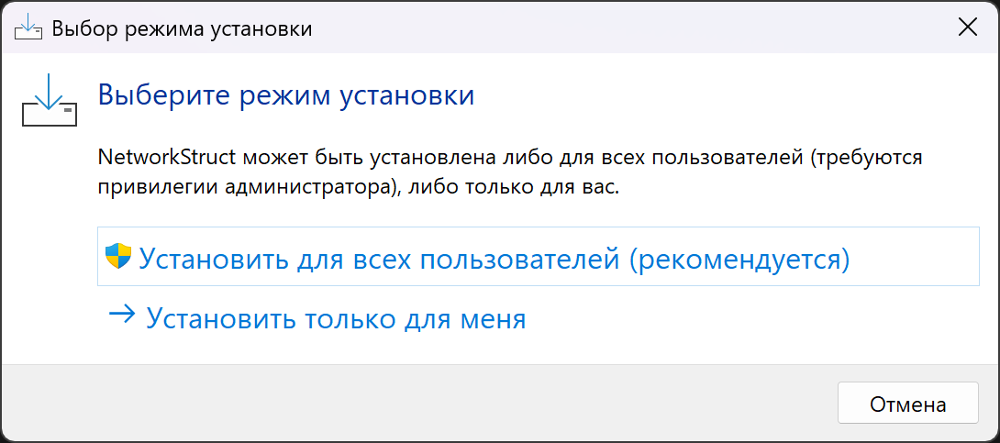 Выбор режима установки
Выберите режим установки
NetworkStruct может быть установлена либо для всех пользователей (требуются
привилегии администратора), либо только для вас.
Установить для всех пользователей (рекомендуется)
Установить только для меня
Отмена